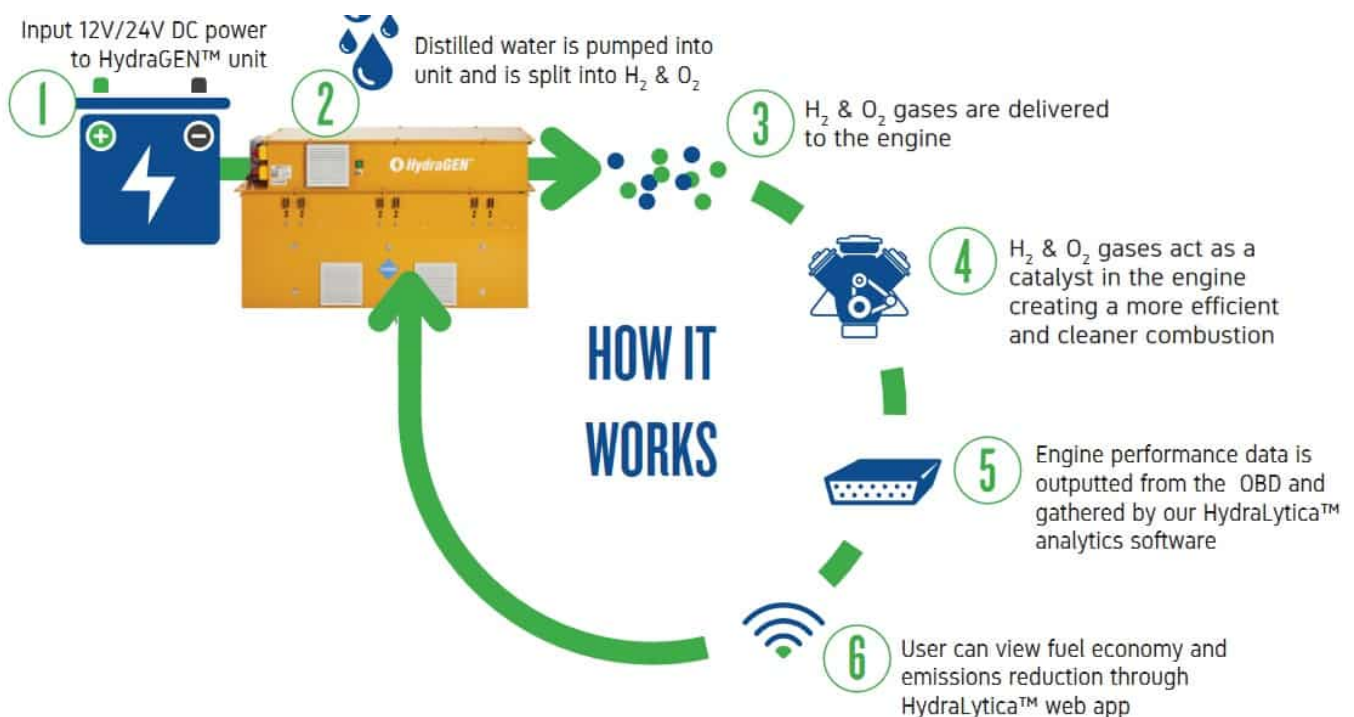 Input 12V/24V DC power
to HydraGEN™ unit
1
2
Distilled water is pumped into
unit and is split into H₂ & O₂
HydraGEN™
3
H₂ & O₂ gases are delivered
to the engine
4
H₂ & O₂ gases act as a
catalyst in the engine
creating a more efficient
and cleaner combustion
HOW IT
WORKS
5
Engine performance data is
outputted from the OBD and
gathered by our HydraLytica™
analytics software
6
User can view fuel economy and
emissions reduction through
HydraLytica™ web app